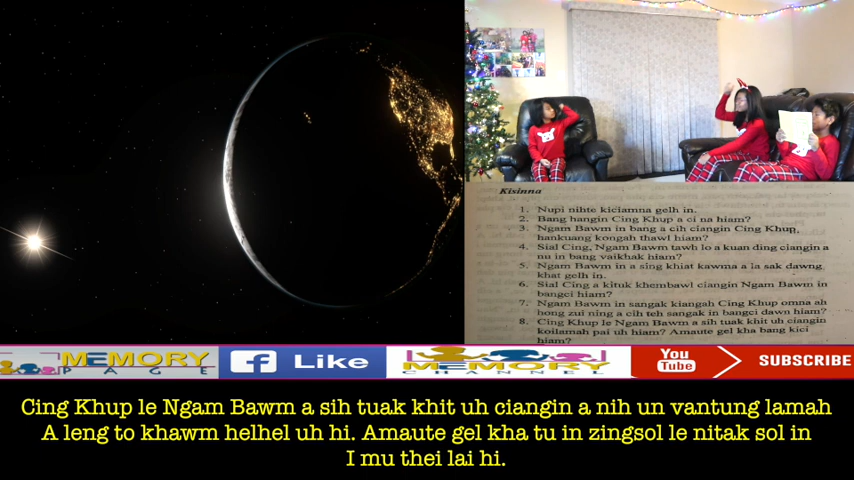 Kisinna
1. Nupi nihte kiciamna gelh in.
2. Bang hangin Cing Khup a ci na hiam?
3. Ngam Bawm in bang a cih ciangin Cing Khup,
hankuang kongah thawl hiam?
4. Sial Cing, Ngam Bawm tawh lo a kuan ding ciangin a
nu in bang vaikhak hiam?
5. Ngam Bawm in a sing khiat kawma a la sak dawng
khat gelh in.
6. Sial Cing a kituk khembawl ciangin Ngam Bawm in
bangci hiam?
7. Ngam Bawm in sangak kiangah Cing Khup omna ah
hong zui ning a cih teh sangak in bangci dawn hiam?
8. Cing Khup le Ngam Bawm a sih tuak khit uh ciangin
koilamah pai uh hiam? Amaute gel kha bang kici
hiam?
MEMORY
PAGE
f Like
MEMORY
CHANNEL
You
Tube
SUBSCRIBE
Cing Khup le Ngam Bawm a sih tuak khit uh ciangin a nih un vantung lamah
A leng to khawm helhel uh hi. Amaute gel kha tu in zingsol le nitak sol in
I mu thei lai hi.